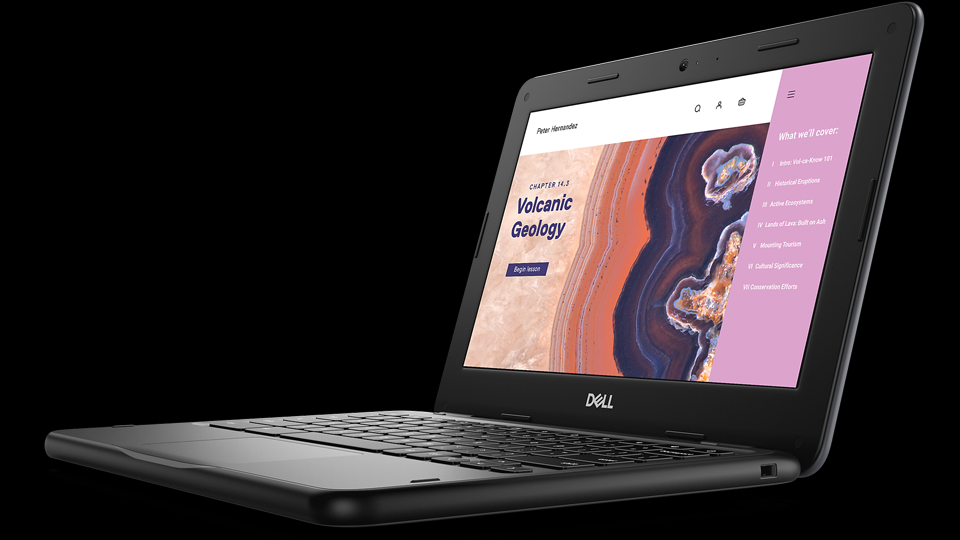 Peter Hernandez
CHAPTER 14.3
Volcanic
Geology
Begin lesson
What we'll cover:
I Intro: Vol-ca-Know 101
II Historical Eruptions
III Active Ecosystems
IV Lands of Lava: Built on Ash
V Mounting Tourism
VI Cultural Significance
VII Conservation Efforts
DELL